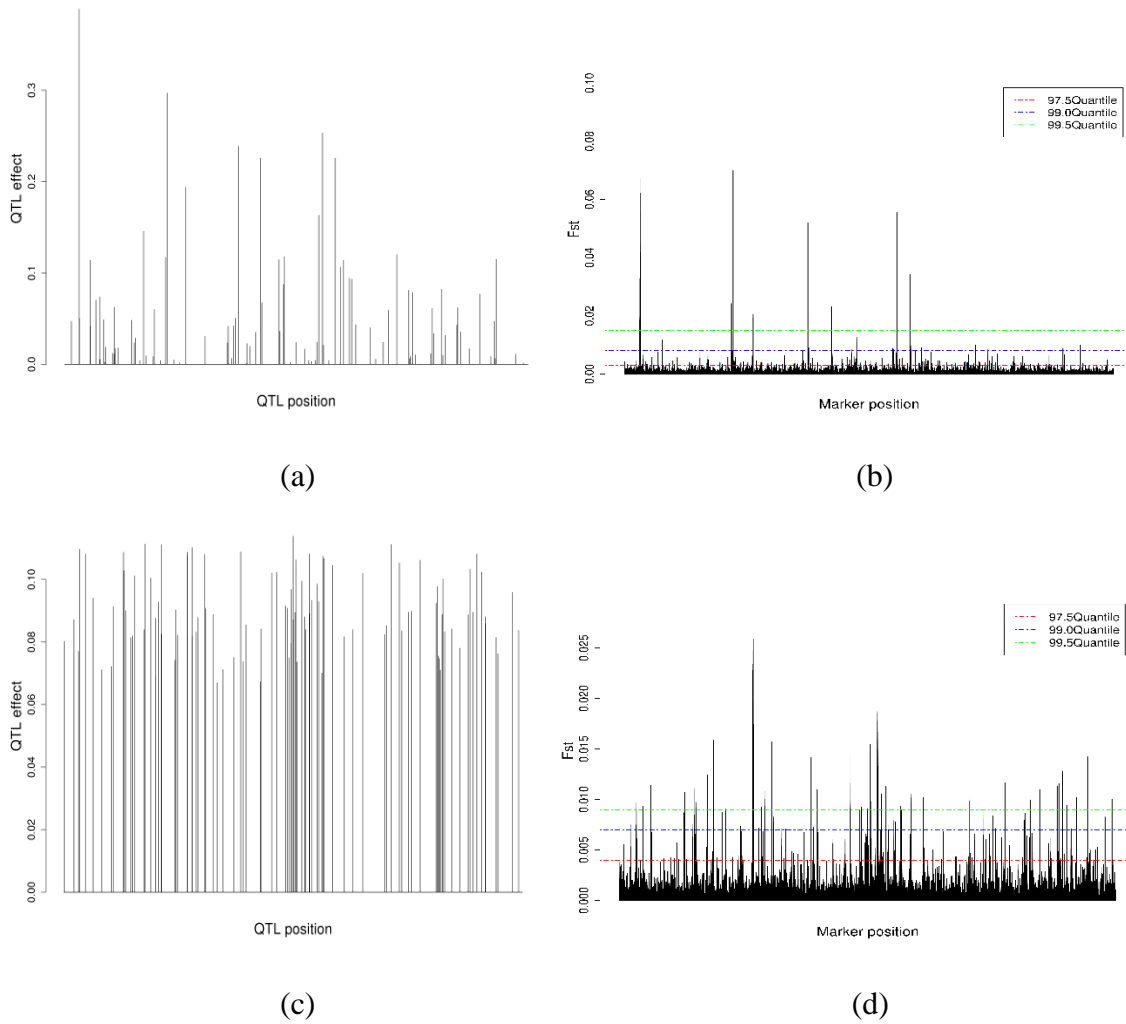 QTL effect
0.0
0.1
0.2
0.3
QTL position
(a)
Fst
0.00
0.02
0.04
0.06
0.08
0.10
97.5Quantile
99.0Quantile
99.5Quantile
Marker position
(b)
QTL effect
0.00
0.02
0.04
0.06
0.08
0.10
QTL position
(c)
Fst
0.000
0.005
0.010
0.015
0.020
0.025
97.5Quantile
99.0Quantile
99.5Quantile
Marker position
(d)